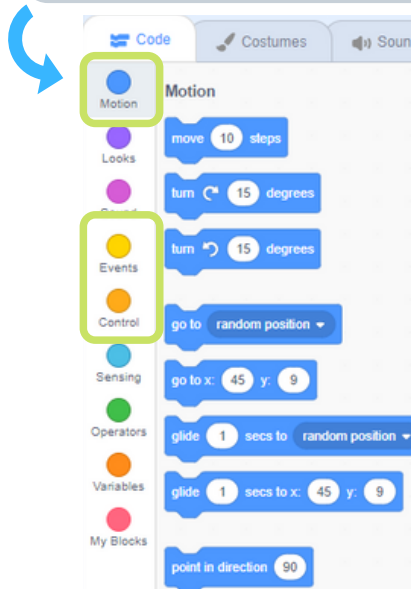 Code Costumes Soun
Motion
Looks
Sound
Events
Control
Sensing
Operators
Variables
My Blocks
Motion
move 10 steps
turn 15 degrees
turn 15 degrees
go to random position
go to x: 45 y: 9
glide 1 secs to random position
glide 1 secs to x: 45 y: 9
point in direction 90